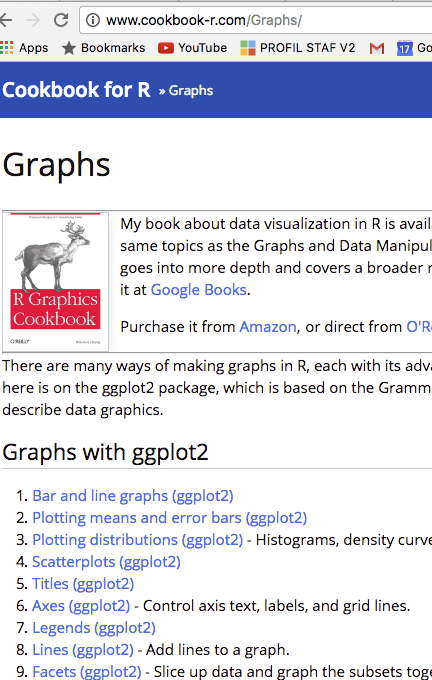 www.cookbook-r.com/Graphs/
Apps Bookmarks YouTube PROFIL STAF V2 17 Go
Cookbook for R » Graphs
Graphs
R Graphics
Cookbook
O'REILLY
Winston Chang
My book about data visualization in R is avail
same topics as the Graphs and Data Manipul
goes into more depth and covers a broader r
it at Google Books.
Purchase it from Amazon, or direct from O'R
There are many ways of making graphs in R, each with its adva
here is on the ggplot2 package, which is based on the Gramm
describe data graphics.
Graphs with ggplot2
1. Bar and line graphs (ggplot2)
2. Plotting means and error bars (ggplot2)
3. Plotting distributions (ggplot2) - Histograms, density curve
4. Scatterplots (ggplot2)
5. Titles (ggplot2)
6. Axes (ggplot2) - Control axis text, labels, and grid lines.
7. Legends (ggplot2)
8. Lines (ggplot2) - Add lines to a graph.
9. Facets (ggplot2) - Slice up data and graph the subsets toge